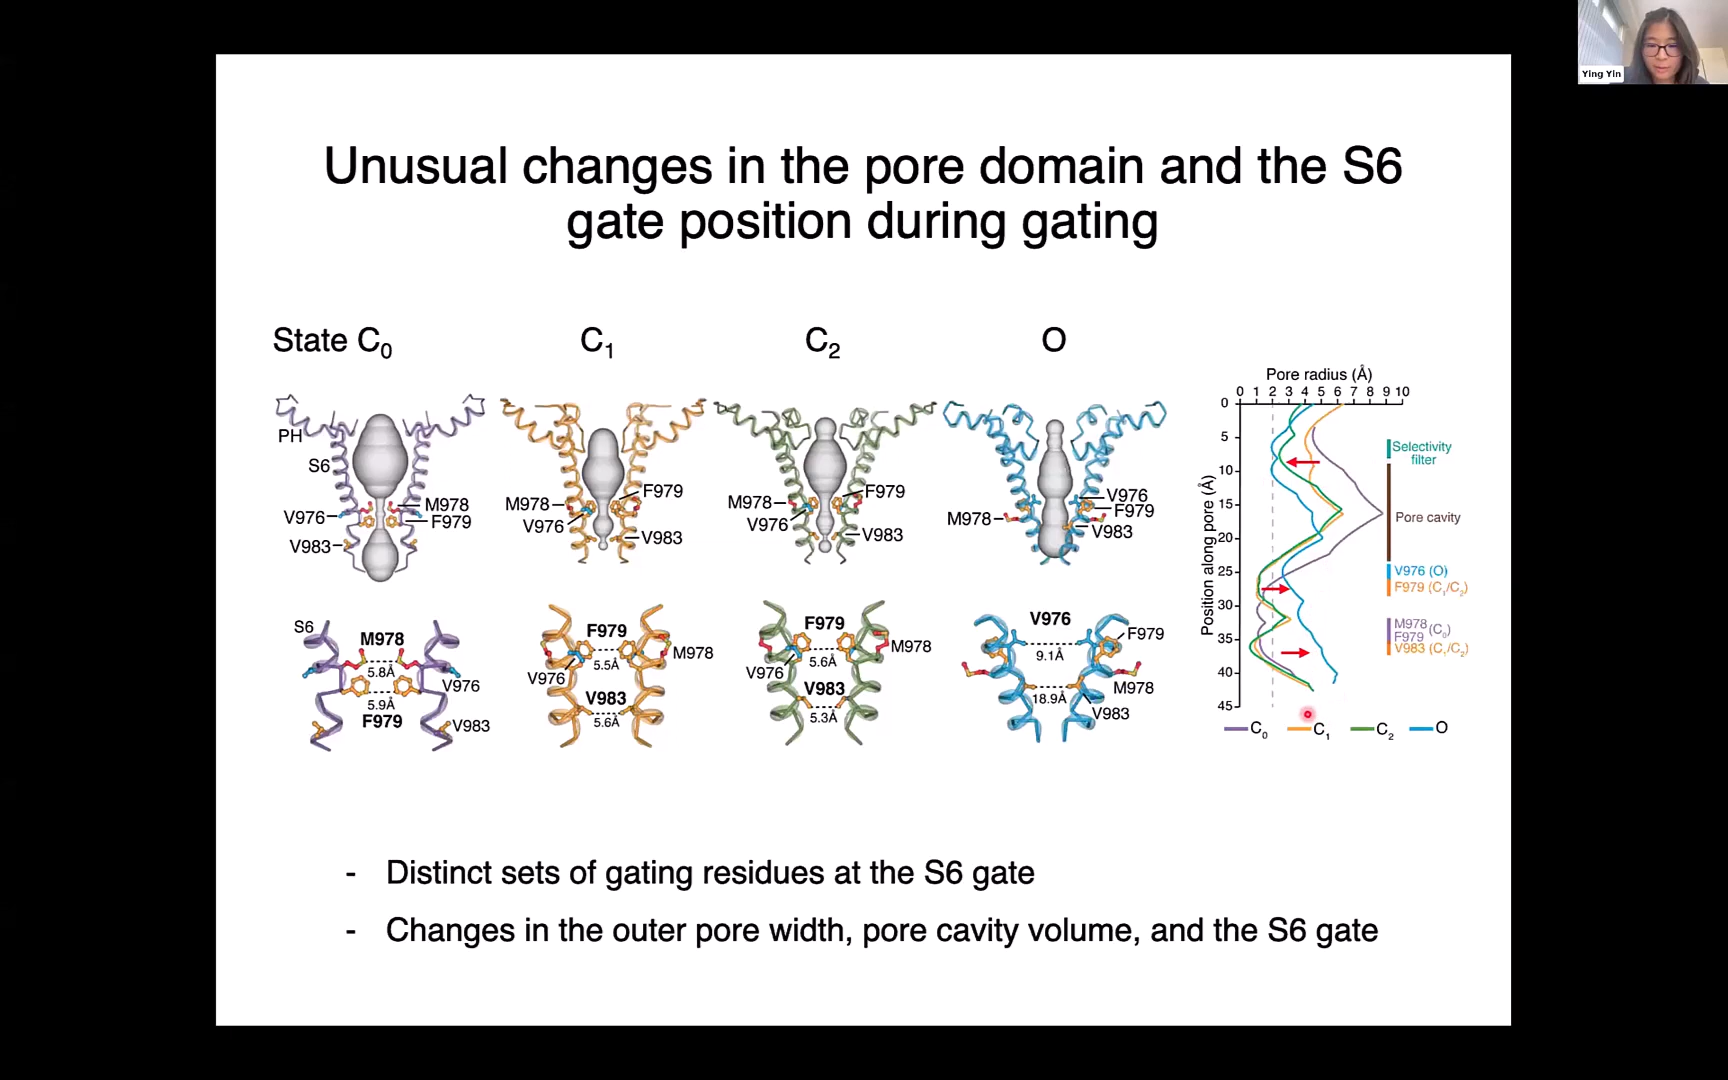 Ying Yin
Unusual changes in the pore domain and the S6
gate position during gating
State C0
C1
C2
O
PH
S6
V976
V983
M978
F979
M978
V976
F979
V983
M978
V976
F979
V983
M978
V976
F979
V983
S6
M978
5.8Å
5.9Å
F979
V976
V983
F979
5.5Å
M978
V976
V983
5.6Å
F979
5.6Å
M978
V976
V983
5.3Å
V976
9.1Å
F979
M978
18.9Å
V983
Pore radius (Å)
0 1 2 3 4 5 6 7 8 9 10
Position along pore (Å)
0
5
10
15
20
25
30
35
40
45
Selectivity
filter
Pore cavity
V976 (O)
F979 (C1/C2)
M978
F979 (C0)
V983 (C1/C2)
C0
C1
C2
O
- Distinct sets of gating residues at the S6 gate
- Changes in the outer pore width, pore cavity volume, and the S6 gate